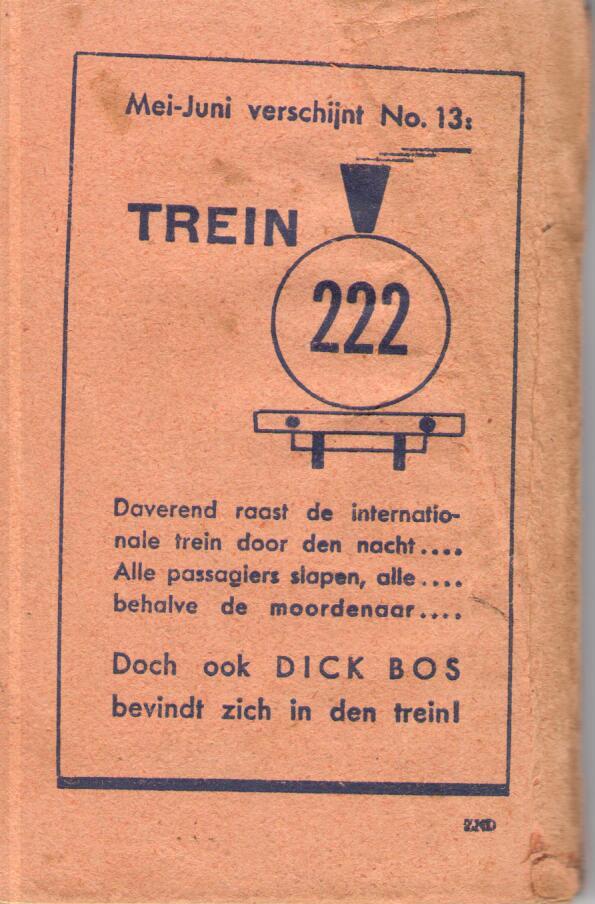 Mei-Juni verschijnt No. 13:
TREIN
222
Daverend raast de internatio-
nale trein door den nacht....
Alle passagiers slapen, alle....
behalve de moordenaar....
Doch ook DICK BOS
bevindt zich in den trein!